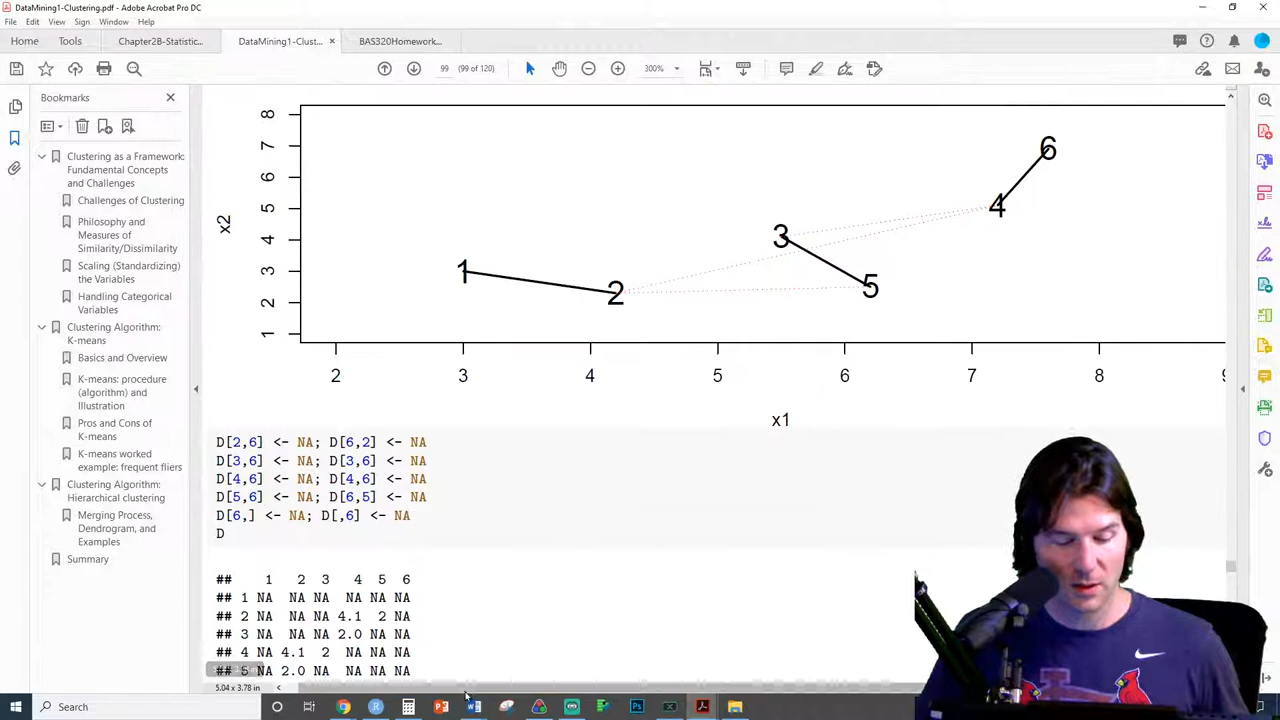 DataMining1-Clustering.pdf - Adobe Acrobat Pro DC
File Edit View Sign Window Help
Home Tools Chapter2B-Statistic... DataMining1-Clust... × BAS320Homework...
99 (99 of 120) 300%
Bookmarks
Clustering as a Framework:
Fundamental Concepts
and Challenges
Challenges of Clustering
Philosophy and
Measures of
Similarity/Dissimilarity
Scaling (Standardizing)
the Variables
Handling Categorical
Variables
Clustering Algorithm:
K-means
Basics and Overview
K-means: procedure
(algorithm) and
Illustration
Pros and Cons of
K-means
K-means worked
example: frequent fliers
Clustering Algorithm:
Hierarchical clustering
Merging Process,
Dendrogram, and
Examples
Summary
8
7
6
5
4
3
2
1
x2
1
2
3
4
5
6
2 3 4 5 6 7 8 9
x1
D[2,6] <- NA; D[6,2] <- NA
D[3,6] <- NA; D[3,6] <- NA
D[4,6] <- NA; D[4,6] <- NA
D[5,6] <- NA; D[6,5] <- NA
D[6,] <- NA; D[,6] <- NA
D
## 1 2 3 4 5 6
## 1 NA NA NA NA NA NA
## 2 NA NA NA 4.1 2 NA
## 3 NA NA NA 2.0 NA NA
## 4 NA 4.1 2 NA NA NA
## 5 NA 2.0 NA NA NA NA
5.04 x 3.78 in
Search